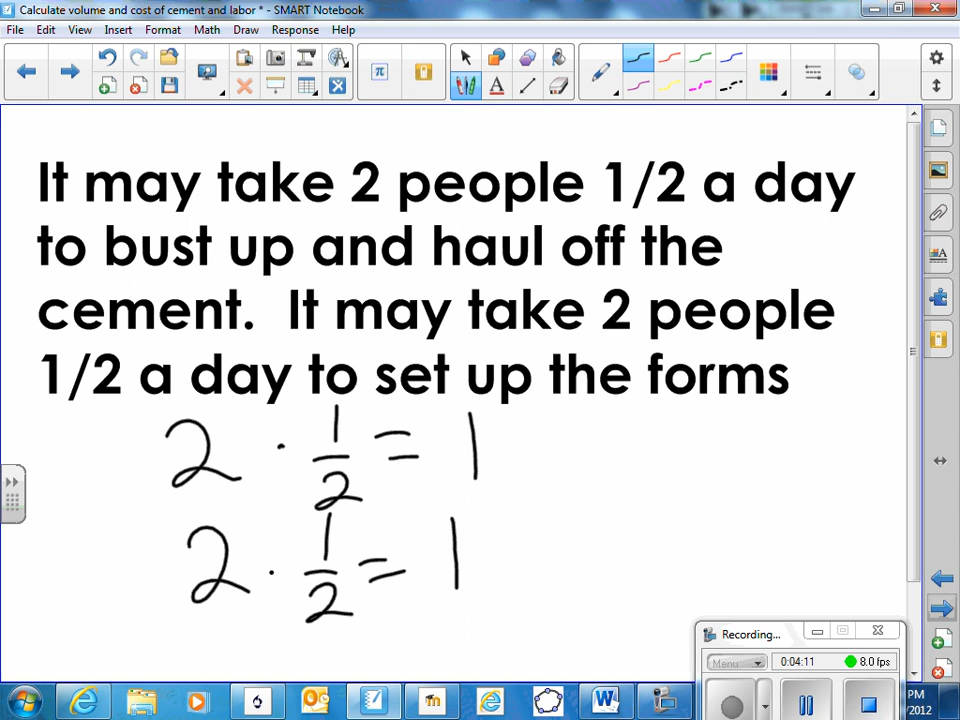 Calculate volume and cost of cement and labor * - SMART Notebook
File Edit View Insert Format Math Draw Response Help
It may take 2 people 1/2 a day
to bust up and haul off the
cement. It may take 2 people
1/2 a day to set up the forms
2 · 1/2 = 1
2 · 1/2 = 1
Recording...
Menu 0:04:11 8.0 fps
PM
/2012